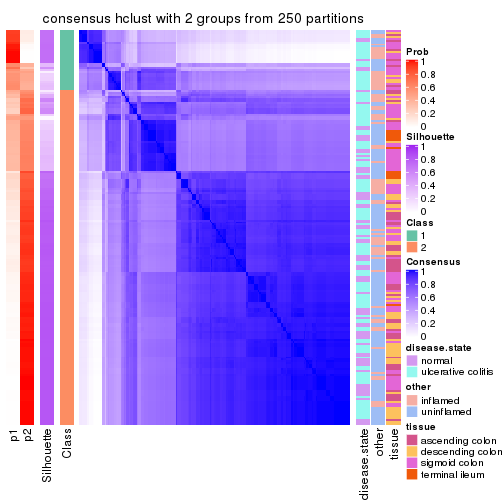 consensus hclust with 2 groups from 250 partitions
Prob
1
0.8
0.6
0.4
0.2
0
Silhouette
1
0.8
0.6
0.4
0.2
0
Class
1
2
Consensus
1
0.8
0.6
0.4
0.2
0
disease.state
normal
ulcerative colitis
other
inflamed
uninflamed
tissue
ascending colon
descending colon
sigmoid colon
terminal ileum
p1
p2
Silhouette
Class
disease.state
other
tissue